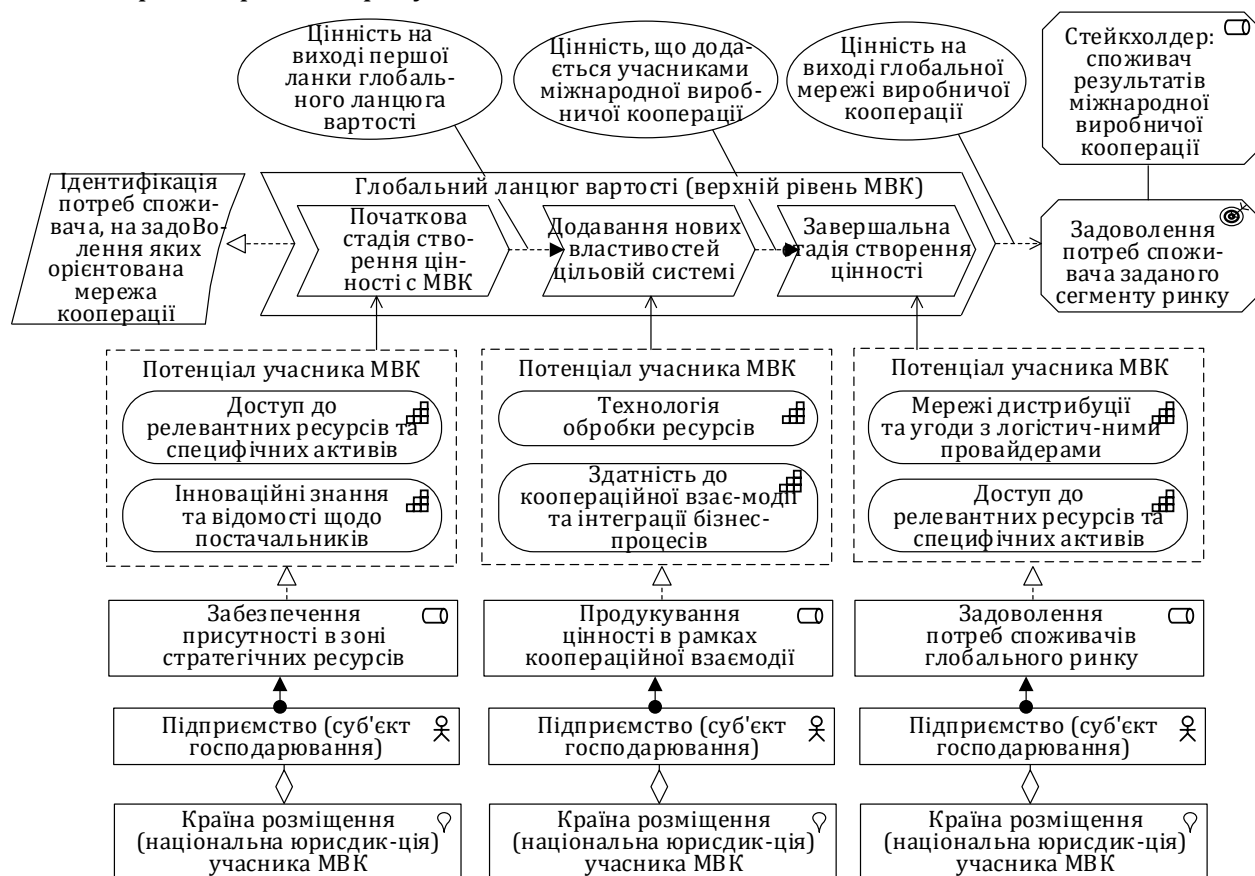 Цінність на
виході першої
ланки глобаль-
ного ланцюга
вартості
Цінність, що дода-
ється учасниками
міжнародної вироб-
ничої кооперації
Цінність на
виході глобальної
мережі виробничої
кооперації
Стейкхолдер:
споживач
результатів
міжнародної
виробничої
кооперації
Ідентифікація
потреб спожи-
вача, на задоВо-
лення яких
орієнтована
мережа
кооперації
Глобальний ланцюг вартості (верхній рівень МВК)
Початкова
стадія ство-
рення цін-
ності с МВК
Додавання нових
властивостей
цільовій системі
Завершальна
стадія створення
цінності
Задоволення
потреб спожи-
вача заданого
сегменту ринку
Потенціал учасника МВК
Доступ до
релевантних ресурсів та
специфічних активів
Інноваційні знання
та відомості щодо
постачальників
Потенціал учасника МВК
Технологія
обробки ресурсів
Здатність до
коопераційної взає-модії
та інтеграції бізнес-
процесів
Потенціал учасника МВК
Мережі дистрибуції
та угоди з логістич-ними
провайдерами
Доступ до
релевантних ресурсів та
специфічних активів
Забезпечення
присутності в зоні
стратегічних ресурсів
Продукування
цінності в рамках
коопераційної взаємодії
Задоволення
потреб споживачів
глобального ринку
Підприємство (суб'єкт
господарювання)
Підприємство (суб'єкт
господарювання)
Підприємство (суб'єкт
господарювання)
Країна розміщення
(національна юрисдик-ція)
учасника МВК
Країна розміщення
(національна юрисдик-ція)
учасника МВК
Країна розміщення
(національна юрисдик-ція)
учасника МВК